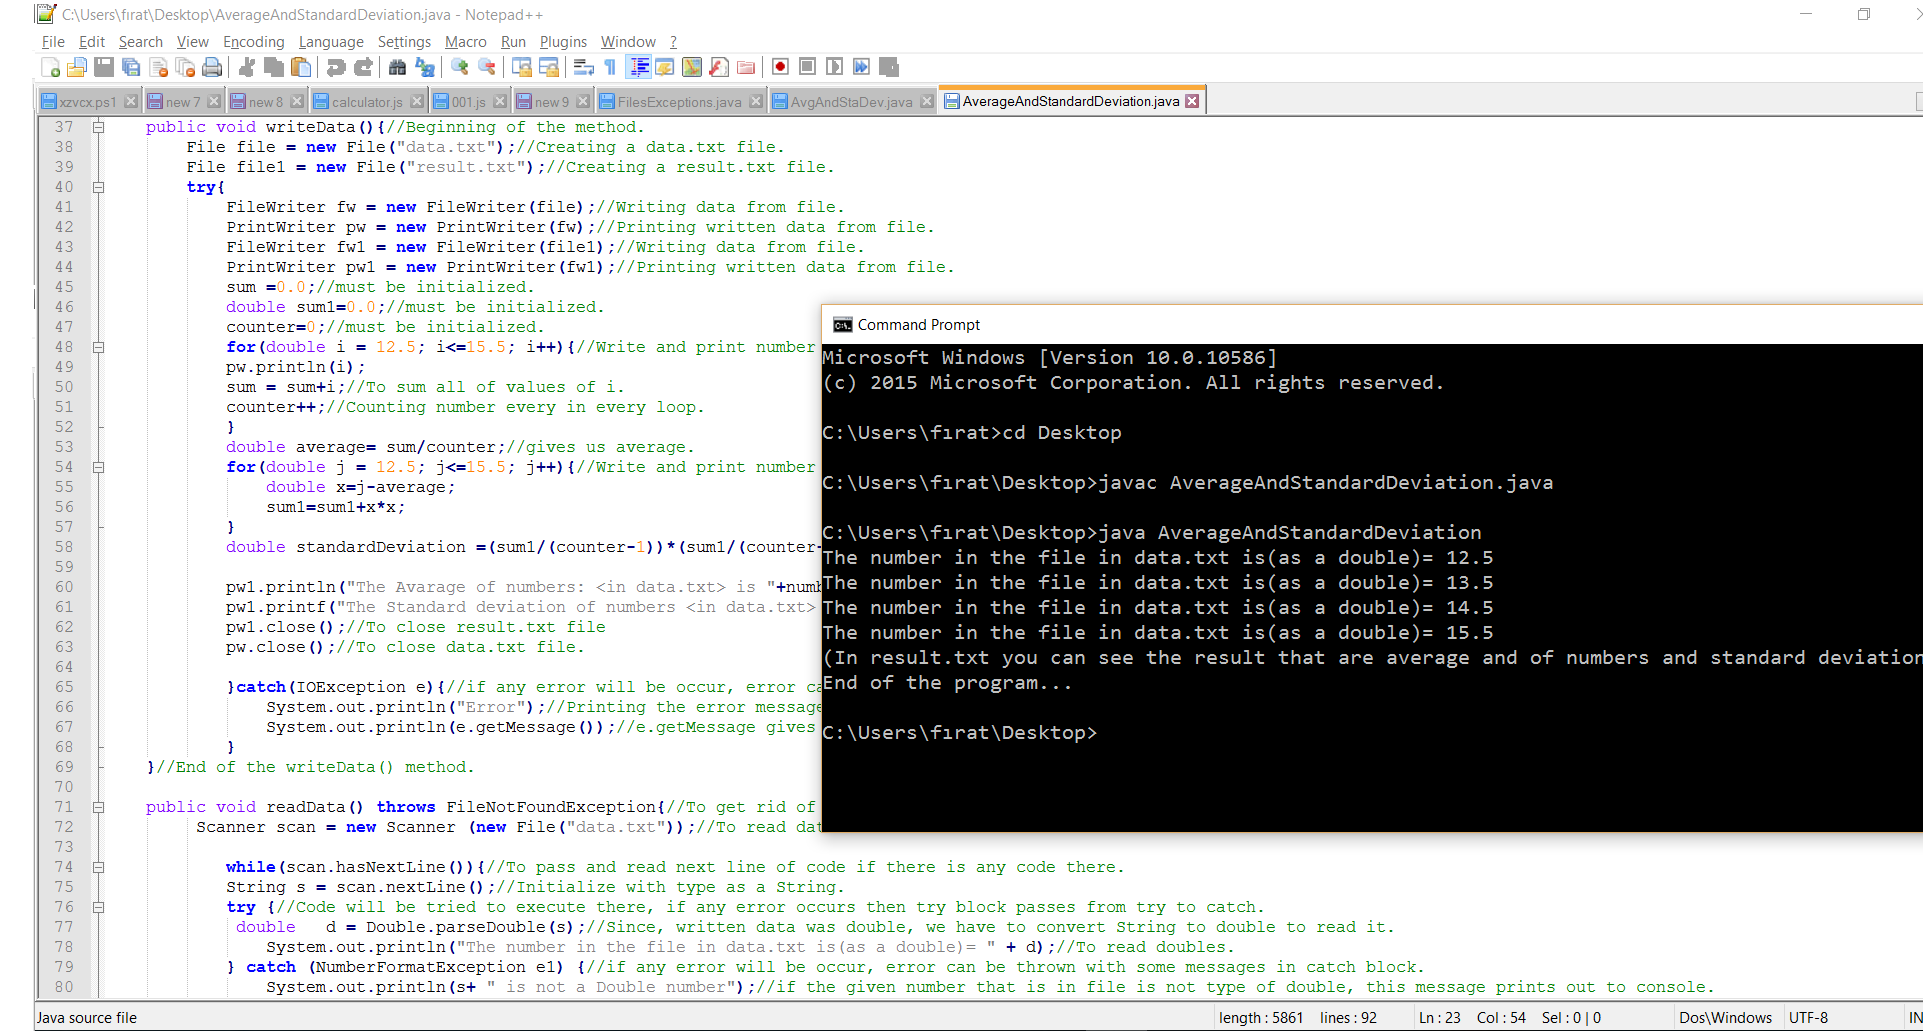 C:\Users\fırat\Desktop\AverageAndStandardDeviation.java - Notepad++
File Edit Search View Encoding Language Settings Macro Run Plugins Window ?
xzvcx.ps1 new 7 new 8 calculator.js 001.js new 9 FilesExceptions.java AvgAndStaDev.java AverageAndStandardDeviation.java
37 public void writeData(){//Beginning of the method.
38 File file = new File("data.txt");//Creating a data.txt file.
39 File file1 = new File("result.txt");//Creating a result.txt file.
40 try{
41 FileWriter fw = new FileWriter(file);//Writing data from file.
42 PrintWriter pw = new PrintWriter(fw);//Printing written data from file.
43 FileWriter fw1 = new FileWriter(file1);//Writing data from file.
44 PrintWriter pw1 = new PrintWriter(fw1);//Printing written data from file.
45 sum =0.0;//must be initialized.
46 double sum1=0.0;//must be initialized.
47 counter=0;//must be initialized.
48 for(double i = 12.5; i<=15.5; i++){//Write and print number
49 pw.println(i);
50 sum = sum+i;//To sum all of values of i.
51 counter++;//Counting number every in every loop.
52 }
53 double average= sum/counter;//gives us average.
54 for(double j = 12.5; j<=15.5; j++){//Write and print number
55 double x=j-average;
56 sum1=sum1+x*x;
57 }
58 double standardDeviation =(sum1/(counter-1))*(sum1/(counter-
59
60 pw1.println("The Avarage of numbers: <in data.txt> is "+numb
61 pw1.printf("The Standard deviation of numbers <in data.txt>
62 pw1.close();//To close result.txt file
63 pw.close();//To close data.txt file.
64
65 }catch(IOException e){//if any error will be occur, error ca
66 System.out.println("Error");//Printing the error message
67 System.out.println(e.getMessage());//e.getMessage gives
68 }
69 }//End of the writeData() method.
70
71 public void readData() throws FileNotFoundException{//To get rid of
72 Scanner scan = new Scanner (new File("data.txt"));//To read dat
73
74 while(scan.hasNextLine()){//To pass and read next line of code if there is any code there.
75 String s = scan.nextLine();//Initialize with type as a String.
76 try {//Code will be tried to execute there, if any error occurs then try block passes from try to catch.
77 double d = Double.parseDouble(s);//Since, written data was double, we have to convert String to double to read it.
78 System.out.println("The number in the file in data.txt is(as a double)= " + d);//To read doubles.
79 } catch (NumberFormatException e1) {//if any error will be occur, error can be thrown with some messages in catch block.
80 System.out.println(s+ " is not a Double number");//if the given number that is in file is not type of double, this message prints out to console.
Command Prompt
Microsoft Windows [Version 10.0.10586]
(c) 2015 Microsoft Corporation. All rights reserved.
C:\Users\fırat>cd Desktop
C:\Users\fırat\Desktop>javac AverageAndStandardDeviation.java
C:\Users\fırat\Desktop>java AverageAndStandardDeviation
The number in the file in data.txt is(as a double)= 12.5
The number in the file in data.txt is(as a double)= 13.5
The number in the file in data.txt is(as a double)= 14.5
The number in the file in data.txt is(as a double)= 15.5
(In result.txt you can see the result that are average and of numbers and standard deviation
End of the program...
C:\Users\fırat\Desktop>
Java source file length : 5861 lines : 92 Ln : 23 Col : 54 Sel : 0 | 0 Dos\Windows UTF-8 IN